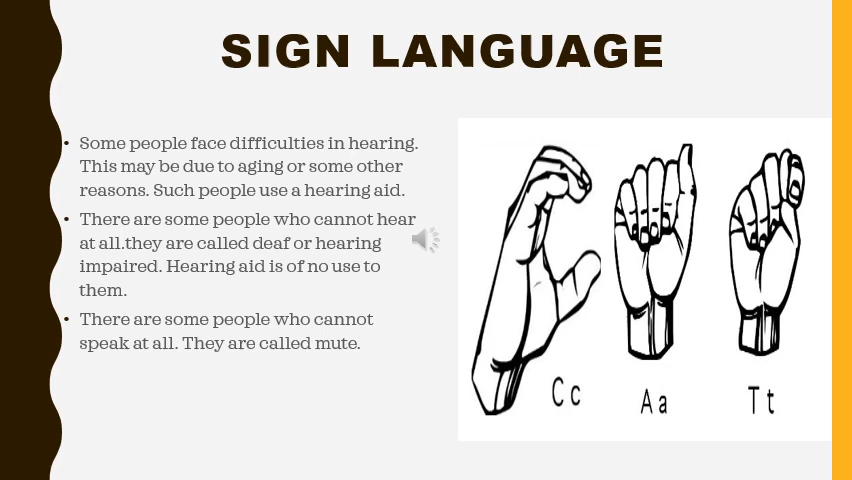 SIGN LANGUAGE
• Some people face difficulties in hearing.
This may be due to aging or some other
reasons. Such people use a hearing aid.
• There are some people who cannot hear
at all.they are called deaf or hearing
impaired. Hearing aid is of no use to
them.
• There are some people who cannot
speak at all. They are called mute.
C c A a T t